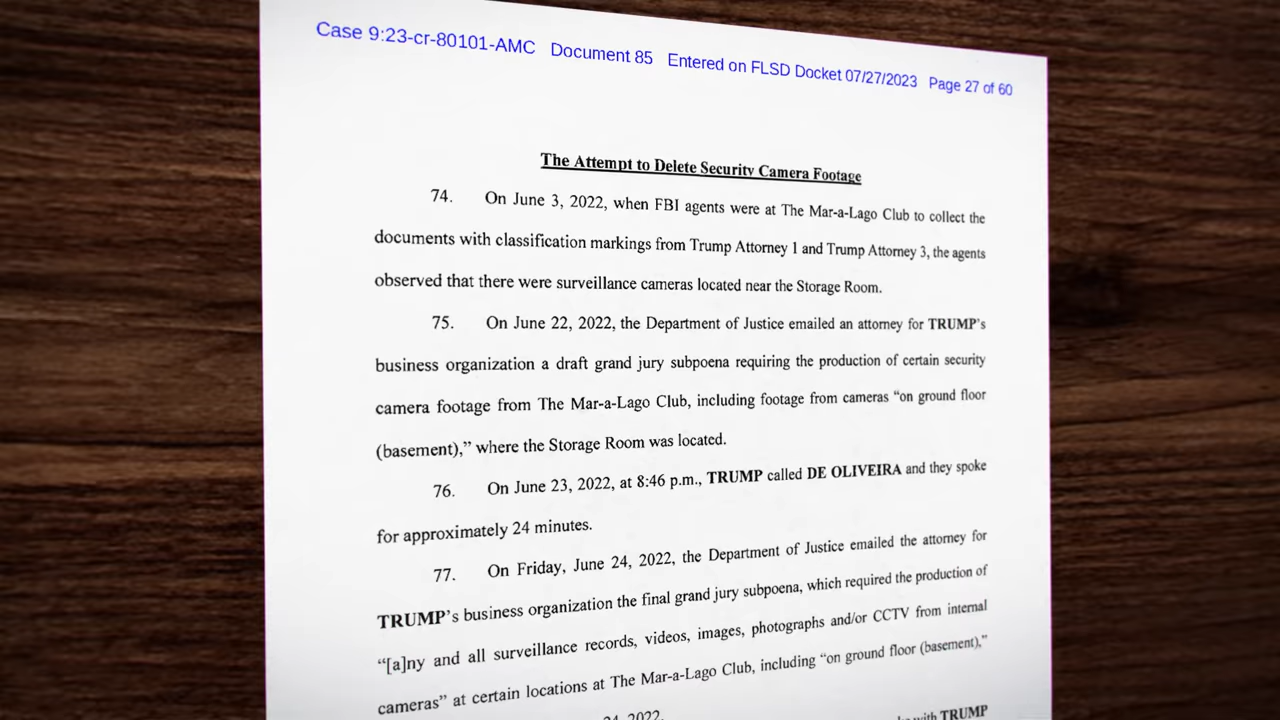 Case 9:23-cr-80101-AMC Document 85 Entered on FLSD Docket 07/27/2023 Page 27 of 60
The Attempt to Delete Security Camera Footage
74. On June 3, 2022, when FBI agents were at The Mar-a-Lago Club to collect the
documents with classification markings from Trump Attorney 1 and Trump Attorney 3, the agents
observed that there were surveillance cameras located near the Storage Room.
75. On June 22, 2022, the Department of Justice emailed an attorney for TRUMP's
business organization a draft grand jury subpoena requiring the production of certain security
camera footage from The Mar-a-Lago Club, including footage from cameras “on ground floor
(basement),” where the Storage Room was located.
76. On June 23, 2022, at 8:46 p.m., TRUMP called DE OLIVEIRA and they spoke
for approximately 24 minutes.
77. On Friday, June 24, 2022, the Department of Justice emailed the attorney for
TRUMP's business organization the final grand jury subpoena, which required the production of
“[a]ny and all surveillance records, videos, images, photographs and/or CCTV from internal
cameras” at certain locations at The Mar-a-Lago Club, including “on ground floor (basement),”
24, 2022. with TRUMP